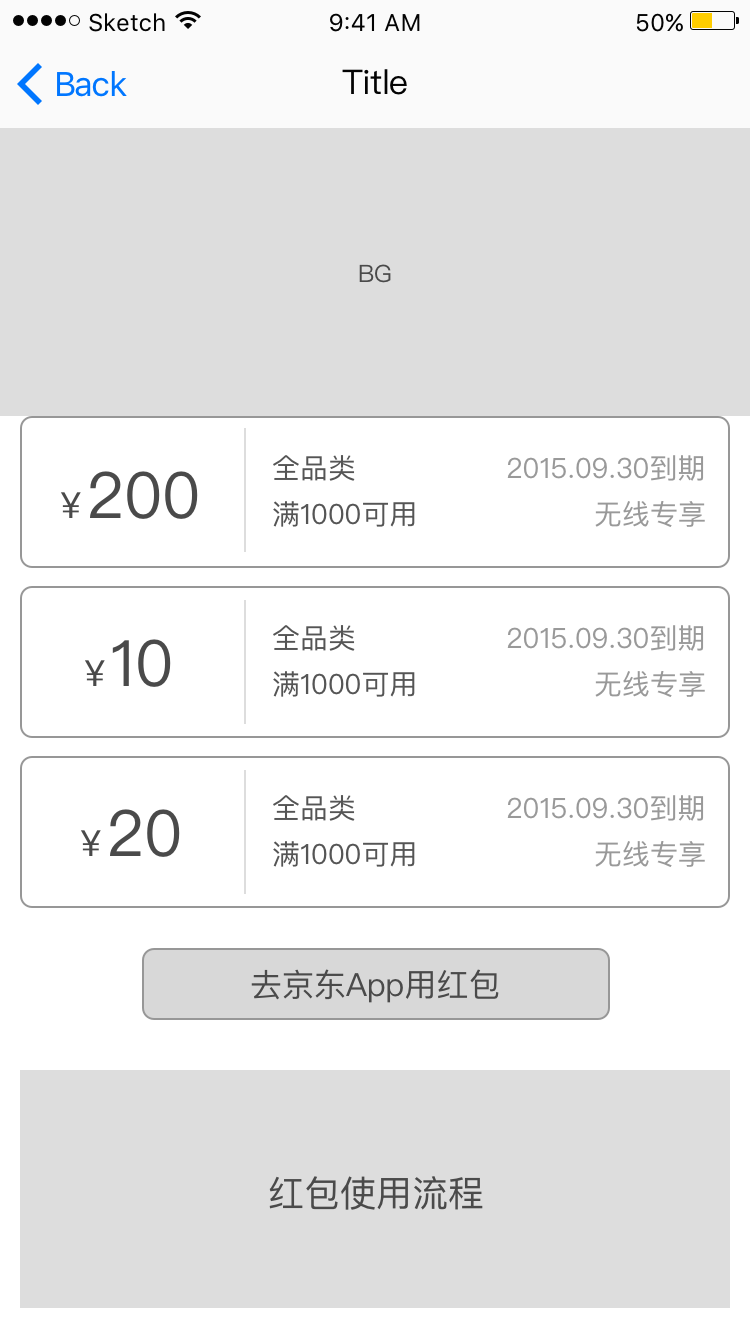 Sketch 9:41 AM 50%
Back Title
BG
¥200
全品类 2015.09.30到期
满1000可用 无线专享
¥10
全品类 2015.09.30到期
满1000可用 无线专享
¥20
全品类 2015.09.30到期
满1000可用 无线专享
去京东App用红包
红包使用流程